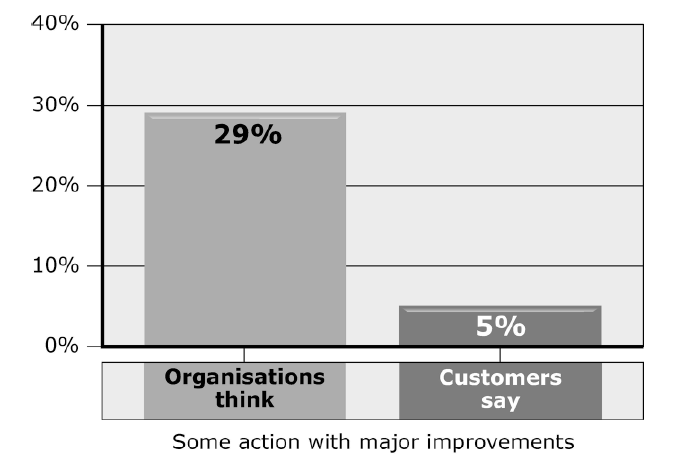 40%
30%
29%
20%
10%
5%
0%
Organisations
think
Customers
say
Some action with major improvements